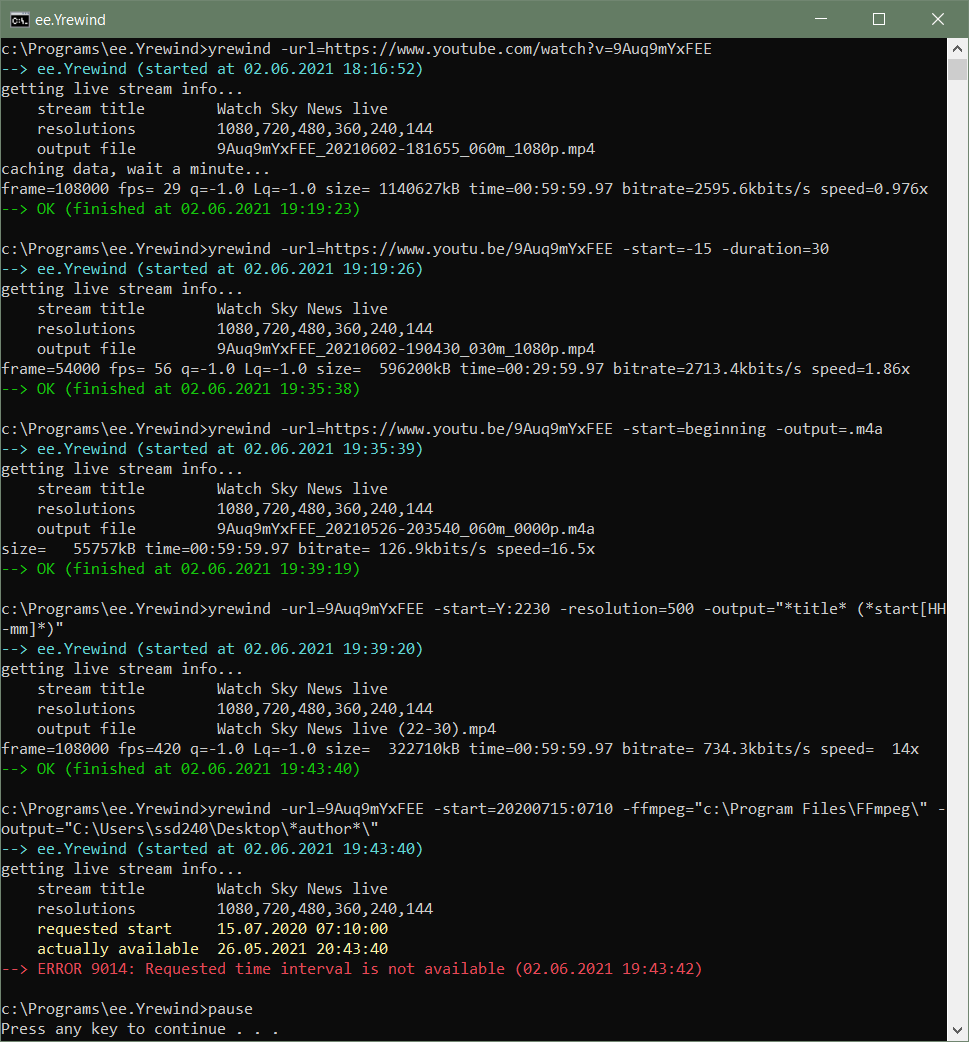 ee.Yrewind
c:\Programs\ee.Yrewind>yrewind -url=https://www.youtube.com/watch?v=9Auq9mYxFEE
--> ee.Yrewind (started at 02.06.2021 18:16:52)
getting live stream info...
    stream title        Watch Sky News live
    resolutions         1080,720,480,360,240,144
    output file         9Auq9mYxFEE_20210602-181655_060m_1080p.mp4
caching data, wait a minute...
frame=108000 fps= 29 q=-1.0 Lq=-1.0 size= 1140627kB time=00:59:59.97 bitrate=2595.6kbits/s speed=0.976x
--> OK (finished at 02.06.2021 19:19:23)

c:\Programs\ee.Yrewind>yrewind -url=https://www.youtu.be/9Auq9mYxFEE -start=-15 -duration=30
--> ee.Yrewind (started at 02.06.2021 19:19:26)
getting live stream info...
    stream title        Watch Sky News live
    resolutions         1080,720,480,360,240,144
    output file         9Auq9mYxFEE_20210602-190430_030m_1080p.mp4
frame=54000 fps= 56 q=-1.0 Lq=-1.0 size=  596200kB time=00:29:59.97 bitrate=2713.4kbits/s speed=1.86x
--> OK (finished at 02.06.2021 19:35:38)

c:\Programs\ee.Yrewind>yrewind -url=https://www.youtu.be/9Auq9mYxFEE -start=beginning -output=.m4a
--> ee.Yrewind (started at 02.06.2021 19:35:39)
getting live stream info...
    stream title        Watch Sky News live
    resolutions         1080,720,480,360,240,144
    output file         9Auq9mYxFEE_20210526-203540_060m_0000p.m4a
size=   55757kB time=00:59:59.97 bitrate= 126.9kbits/s speed=16.5x
--> OK (finished at 02.06.2021 19:39:19)

c:\Programs\ee.Yrewind>yrewind -url=9Auq9mYxFEE -start=Y:2230 -resolution=500 -output="*title* (*start[HH
-mm]*)"
--> ee.Yrewind (started at 02.06.2021 19:39:20)
getting live stream info...
    stream title        Watch Sky News live
    resolutions         1080,720,480,360,240,144
    output file         Watch Sky News live (22-30).mp4
frame=108000 fps=420 q=-1.0 Lq=-1.0 size=  322710kB time=00:59:59.97 bitrate= 734.3kbits/s speed=  14x
--> OK (finished at 02.06.2021 19:43:40)

c:\Programs\ee.Yrewind>yrewind -url=9Auq9mYxFEE -start=20200715:0710 -ffmpeg="c:\Program Files\FFmpeg\" -
output="C:\Users\ssd240\Desktop\*author*\"
--> ee.Yrewind (started at 02.06.2021 19:43:40)
getting live stream info...
    stream title        Watch Sky News live
    resolutions         1080,720,480,360,240,144
    requested start     15.07.2020 07:10:00
    actually available  26.05.2021 20:43:40
--> ERROR 9014: Requested time interval is not available (02.06.2021 19:43:42)

c:\Programs\ee.Yrewind>pause
Press any key to continue . . .